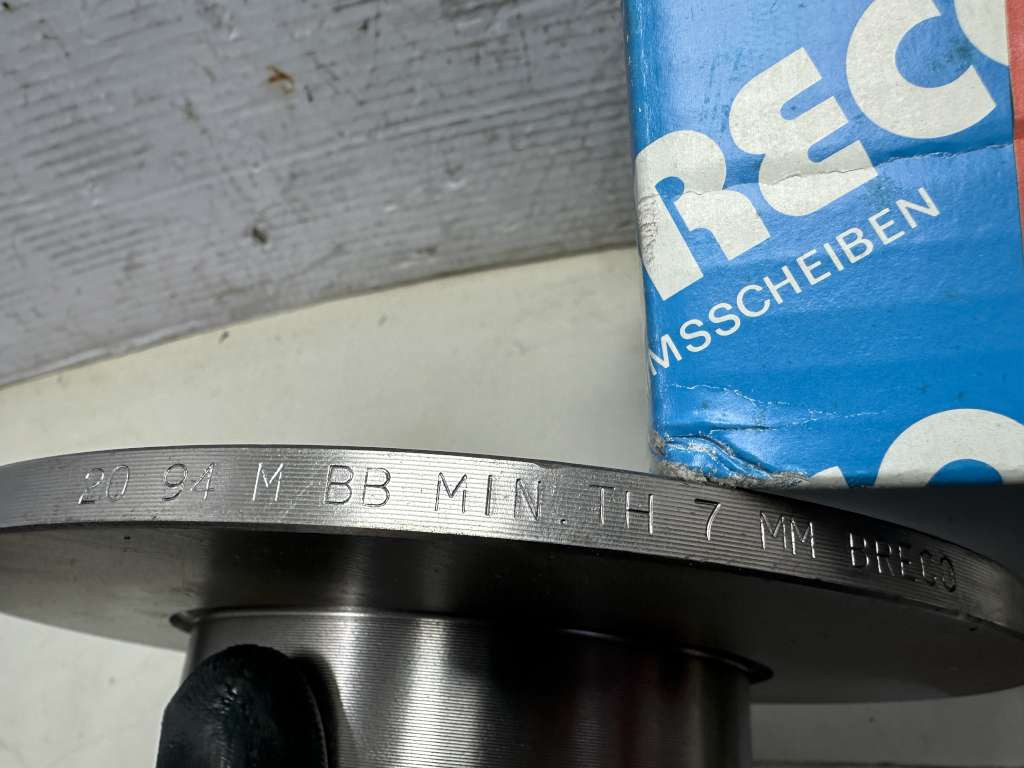 RECO
MSSCHEIBEN
20 94 M BB MIN. TH 7 MM BRECO